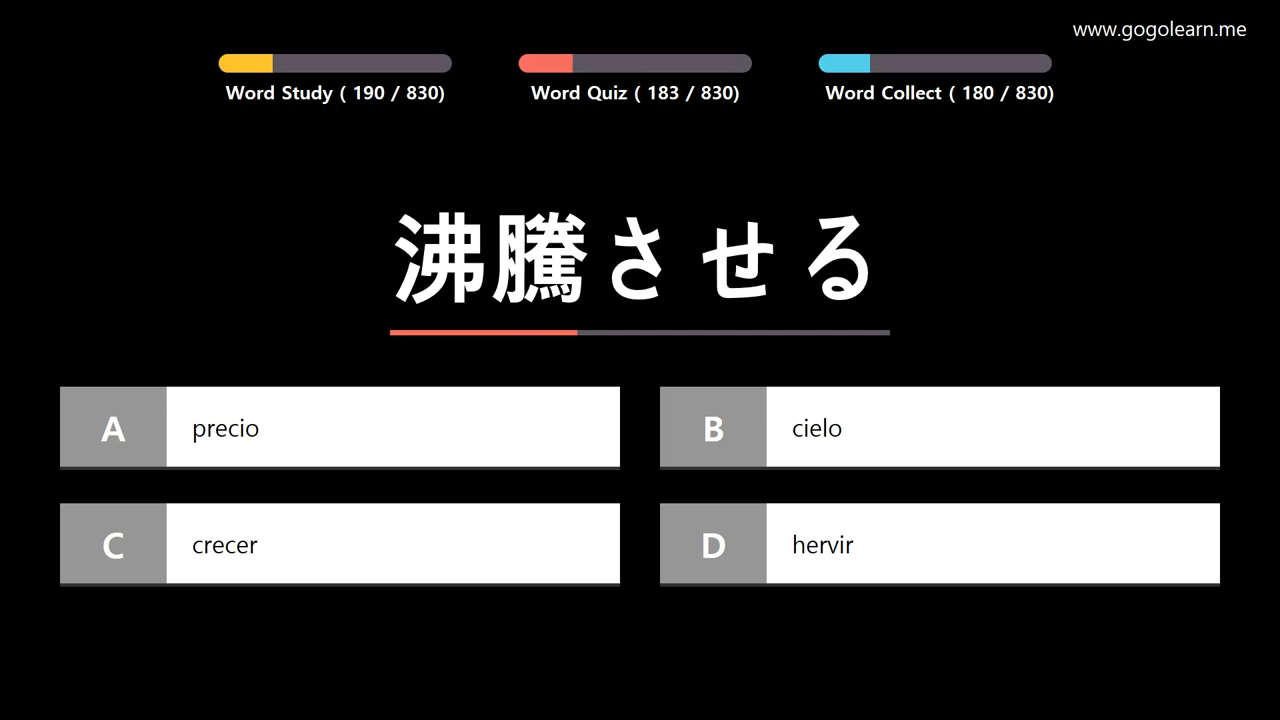 www.gogolearn.me
Word Study ( 190 / 830)
Word Quiz ( 183 / 830)
Word Collect ( 180 / 830)
沸騰させる
A precio
B cielo
C crecer
D hervir